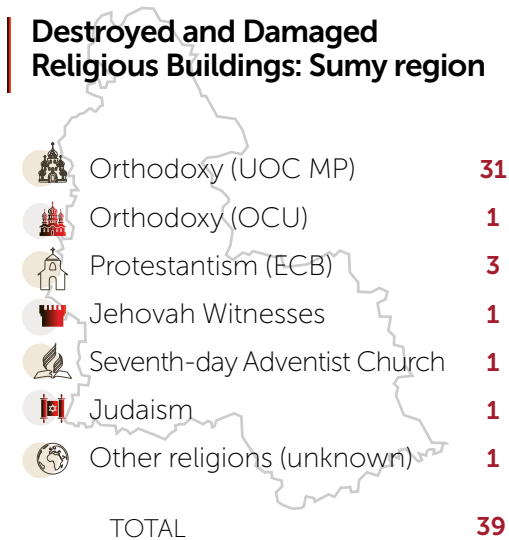 Destroyed and Damaged
Religious Buildings: Sumy region
Orthodoxy (UOC MP) 31
Orthodoxy (OCU) 1
Protestantism (ECB) 3
Jehovah Witnesses 1
Seventh-day Adventist Church 1
Judaism 1
Other religions (unknown) 1
TOTAL 39